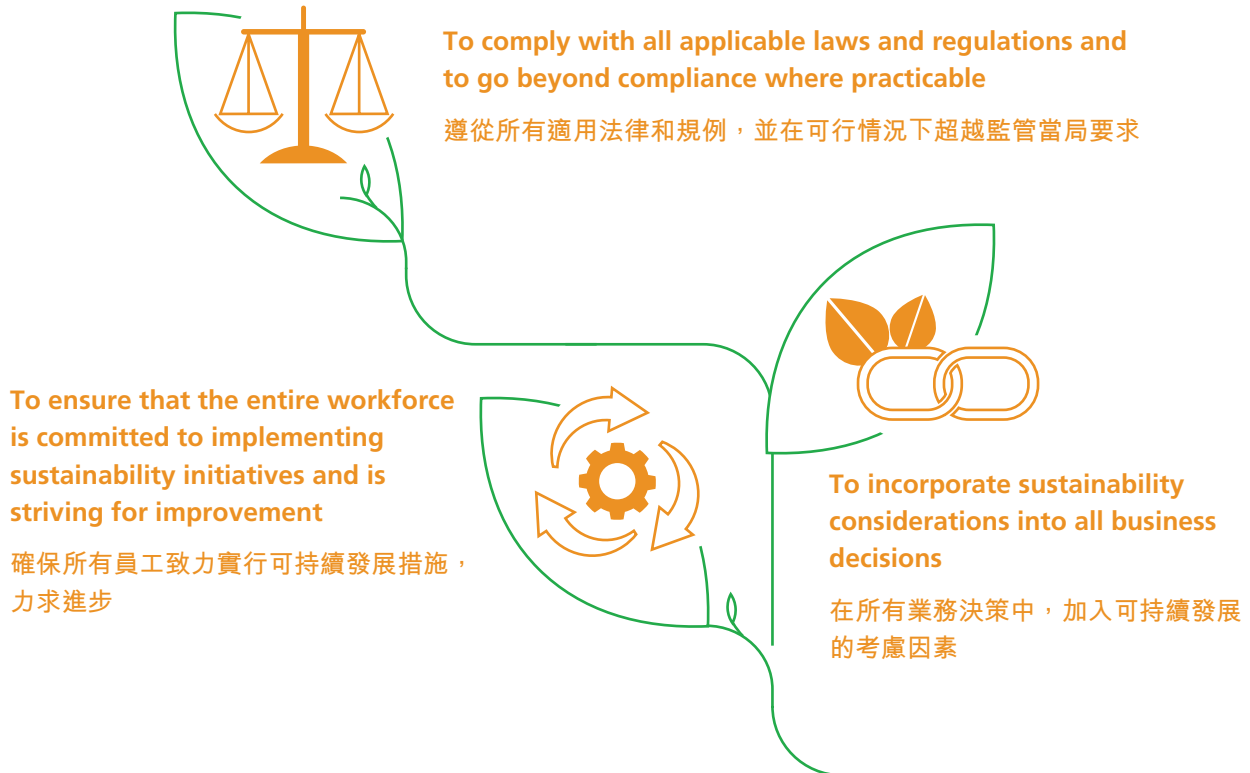 To comply with all applicable laws and regulations and
to go beyond compliance where practicable
遵從所有適用法律和規例，並在可行情況下超越監管當局要求
To ensure that the entire workforce
is committed to implementing
sustainability initiatives and is
striving for improvement
確保所有員工致力實行可持續發展措施，
力求進步
To incorporate sustainability
considerations into all business
decisions
在所有業務決策中，加入可持續發展
的考慮因素